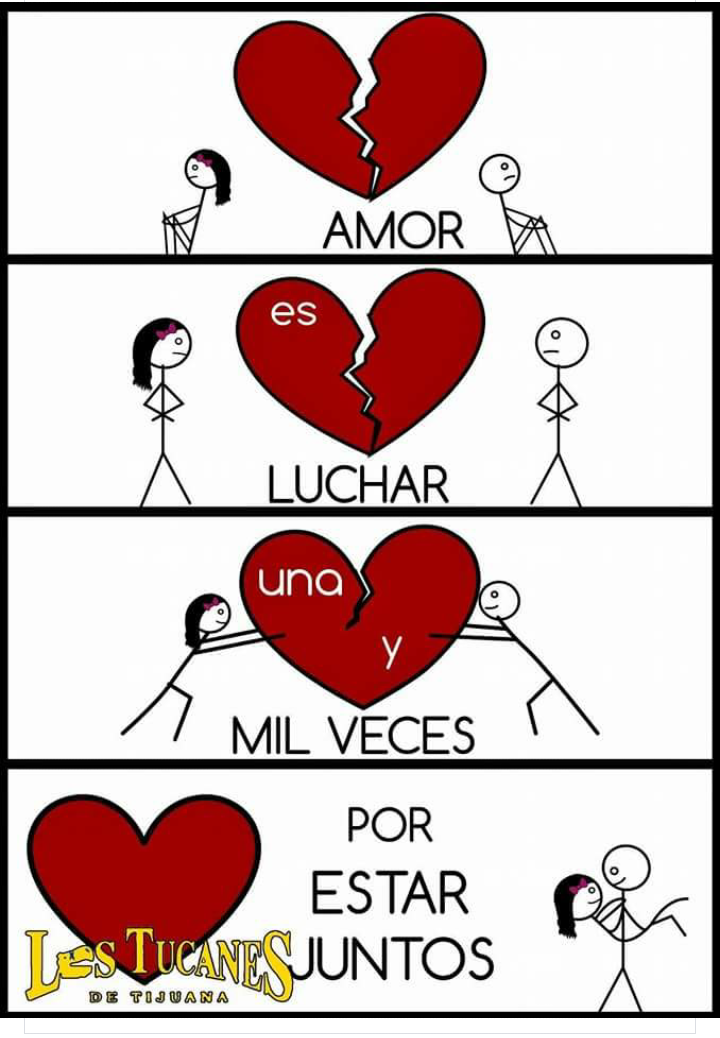 AMOR
es
LUCHAR
una
y
MIL VECES
POR
ESTAR
JUNTOS
LOS TUCANES
DE TIJUANA